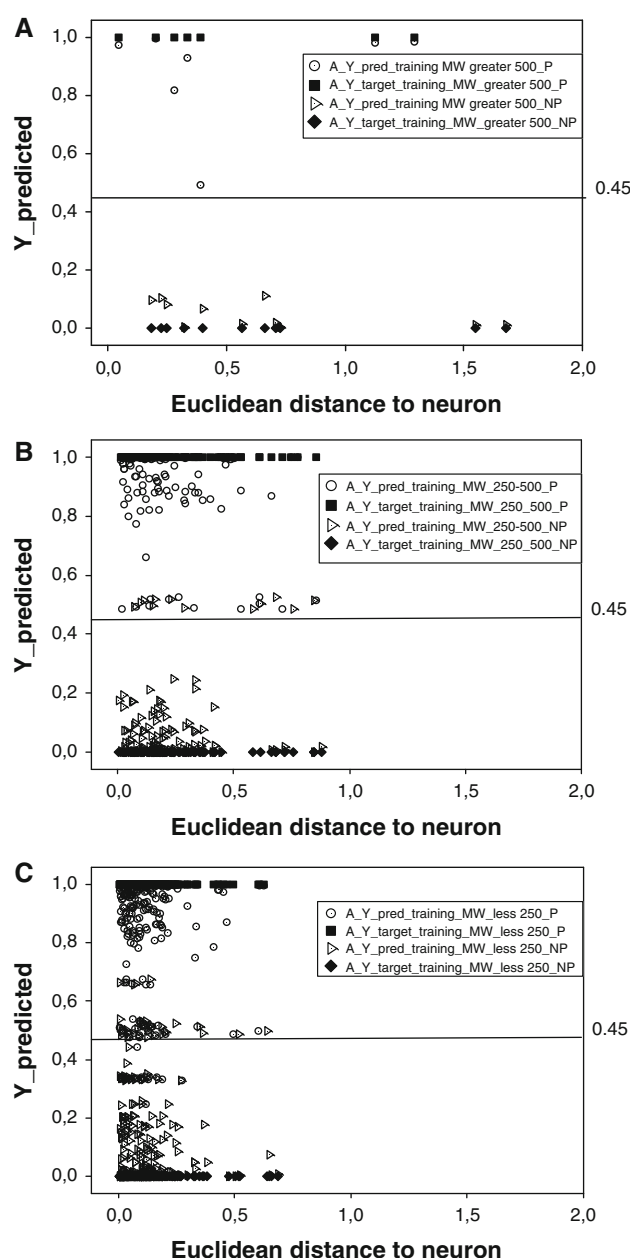 A
1,0
0,8
0,6
0,4
0,2
0,0
Y_predicted
A_Y_pred_training MW greater 500_P
A_Y_target_training_MW_greater 500_P
A_Y_pred_training MW greater 500_NP
A_Y_target_training_MW_greater 500_NP
0.45
0,0 0,5 1,0 1,5 2,0
Euclidean distance to neuron
B
1,0
0,8
0,6
0,4
0,2
0,0
Y_predicted
A_Y_pred_training_MW_250-500_P
A_Y_target_training_MW_250_500_P
A_Y_pred_training_MW_250-500_NP
A_Y_target_training_MW_250_500_NP
0.45
0,0 0,5 1,0 1,5 2,0
Euclidean distance to neuron
C
1,0
0,8
0,6
0,4
0,2
0,0
Y_predicted
A_Y_pred_training_MW_less 250_P
A_Y_target_training_MW_less 250_P
A_Y_pred_training_MW_less 250_NP
A_Y_target_training_MW_less 250_NP
0.45
0,0 0,5 1,0 1,5 2,0
Euclidean distance to neuron